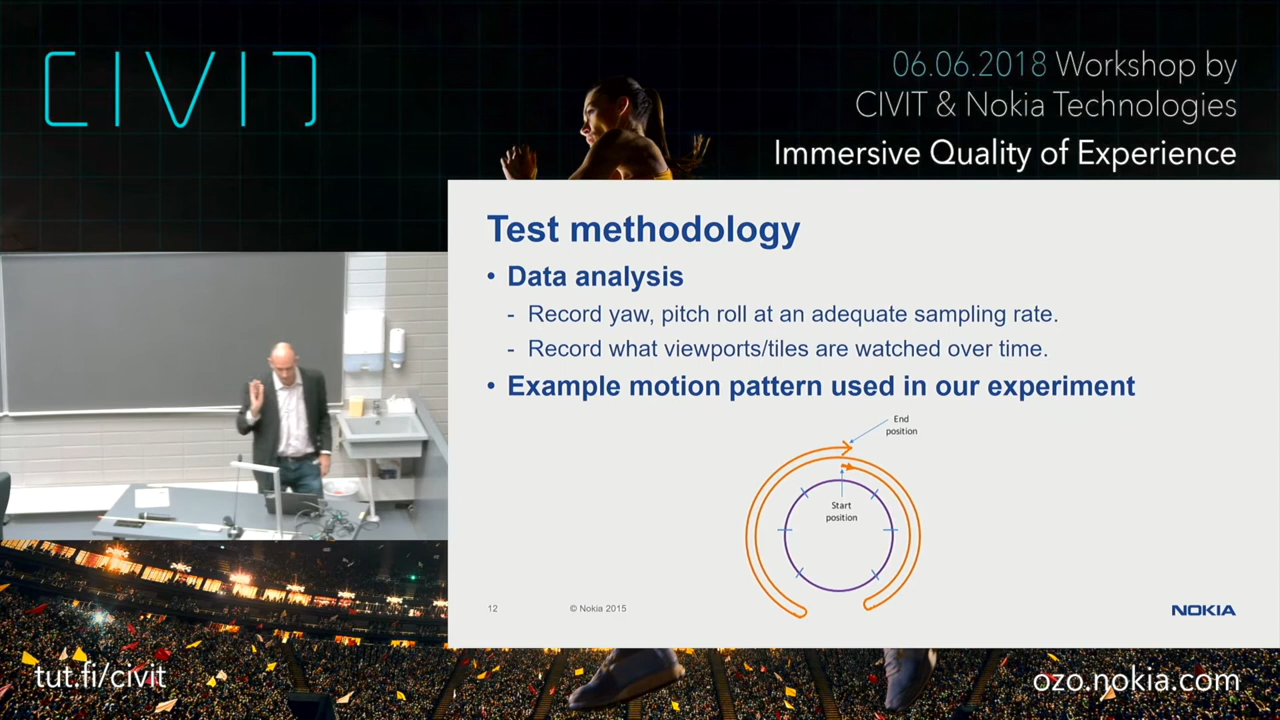 CIVIT
06.06.2018 Workshop by
CIVIT & Nokia Technologies
Immersive Quality of Experience
Test methodology
• Data analysis
- Record yaw, pitch roll at an adequate sampling rate.
- Record what viewports/tiles are watched over time.
• Example motion pattern used in our experiment
End
position
Start
position
12
© Nokia 2015
NOKIA
tut.fi/civit
ozo.nokia.com